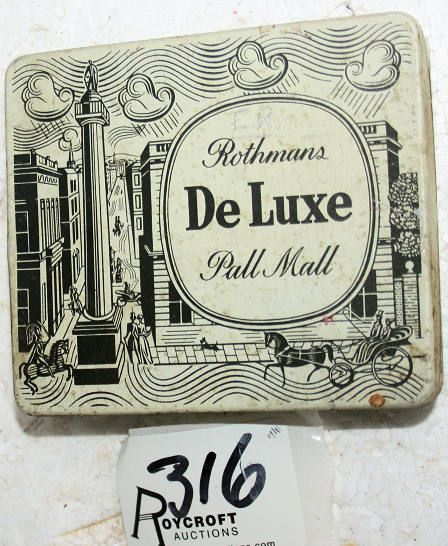 Rothmans
De Luxe
Pall Mall
316
ROYCROFT
AUCTIONS